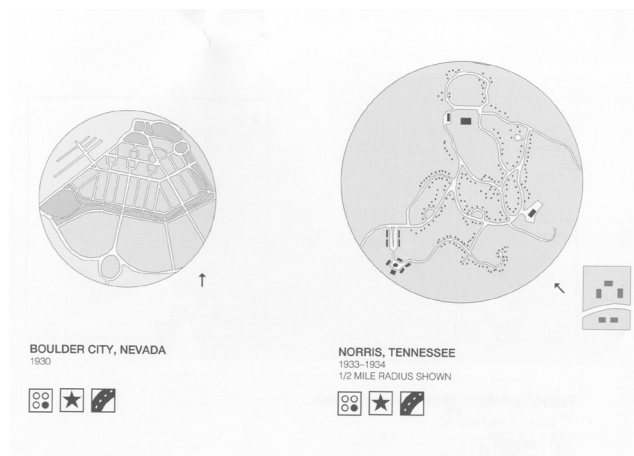 BOULDER CITY, NEVADA
1930
NORRIS, TENNESSEE
1933–1934
1/2 MILE RADIUS SHOWN